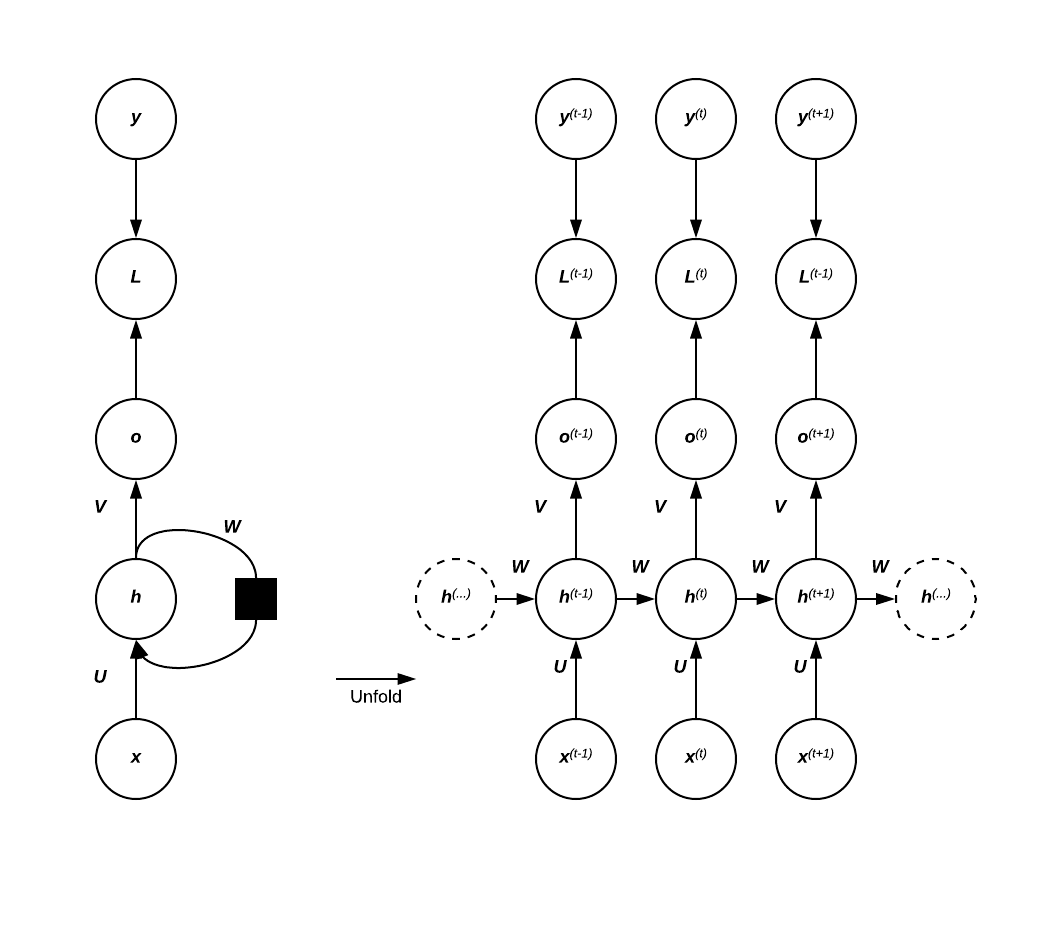 y y(t-1) y(t) y(t+1)
L L(t-1) L(t) L(t-1)
o o(t-1) o(t) o(t+1)
V V V V
W
W W W W
h h(...) h(t-1) h(t) h(t+1) h(...)
U U U U
Unfold
x x(t-1) x(t) x(t+1)